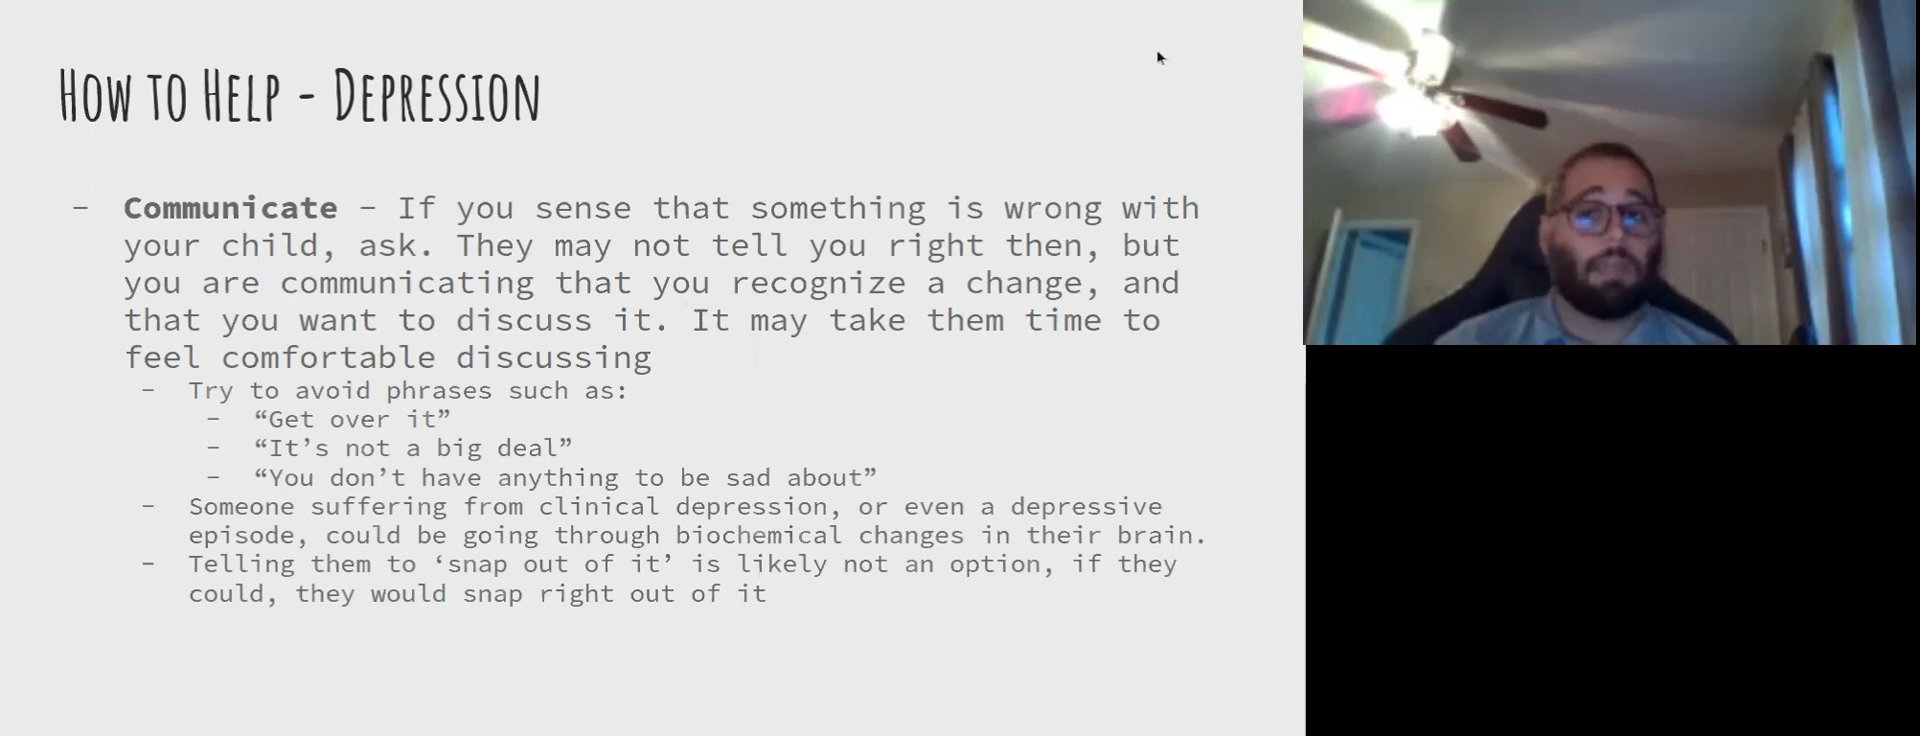 How to Help - Depression
- Communicate - If you sense that something is wrong with
your child, ask. They may not tell you right then, but
you are communicating that you recognize a change, and
that you want to discuss it. It may take them time to
feel comfortable discussing
- Try to avoid phrases such as:
- “Get over it”
- “It’s not a big deal”
- “You don’t have anything to be sad about”
- Someone suffering from clinical depression, or even a depressive
episode, could be going through biochemical changes in their brain.
- Telling them to ‘snap out of it’ is likely not an option, if they
could, they would snap right out of it